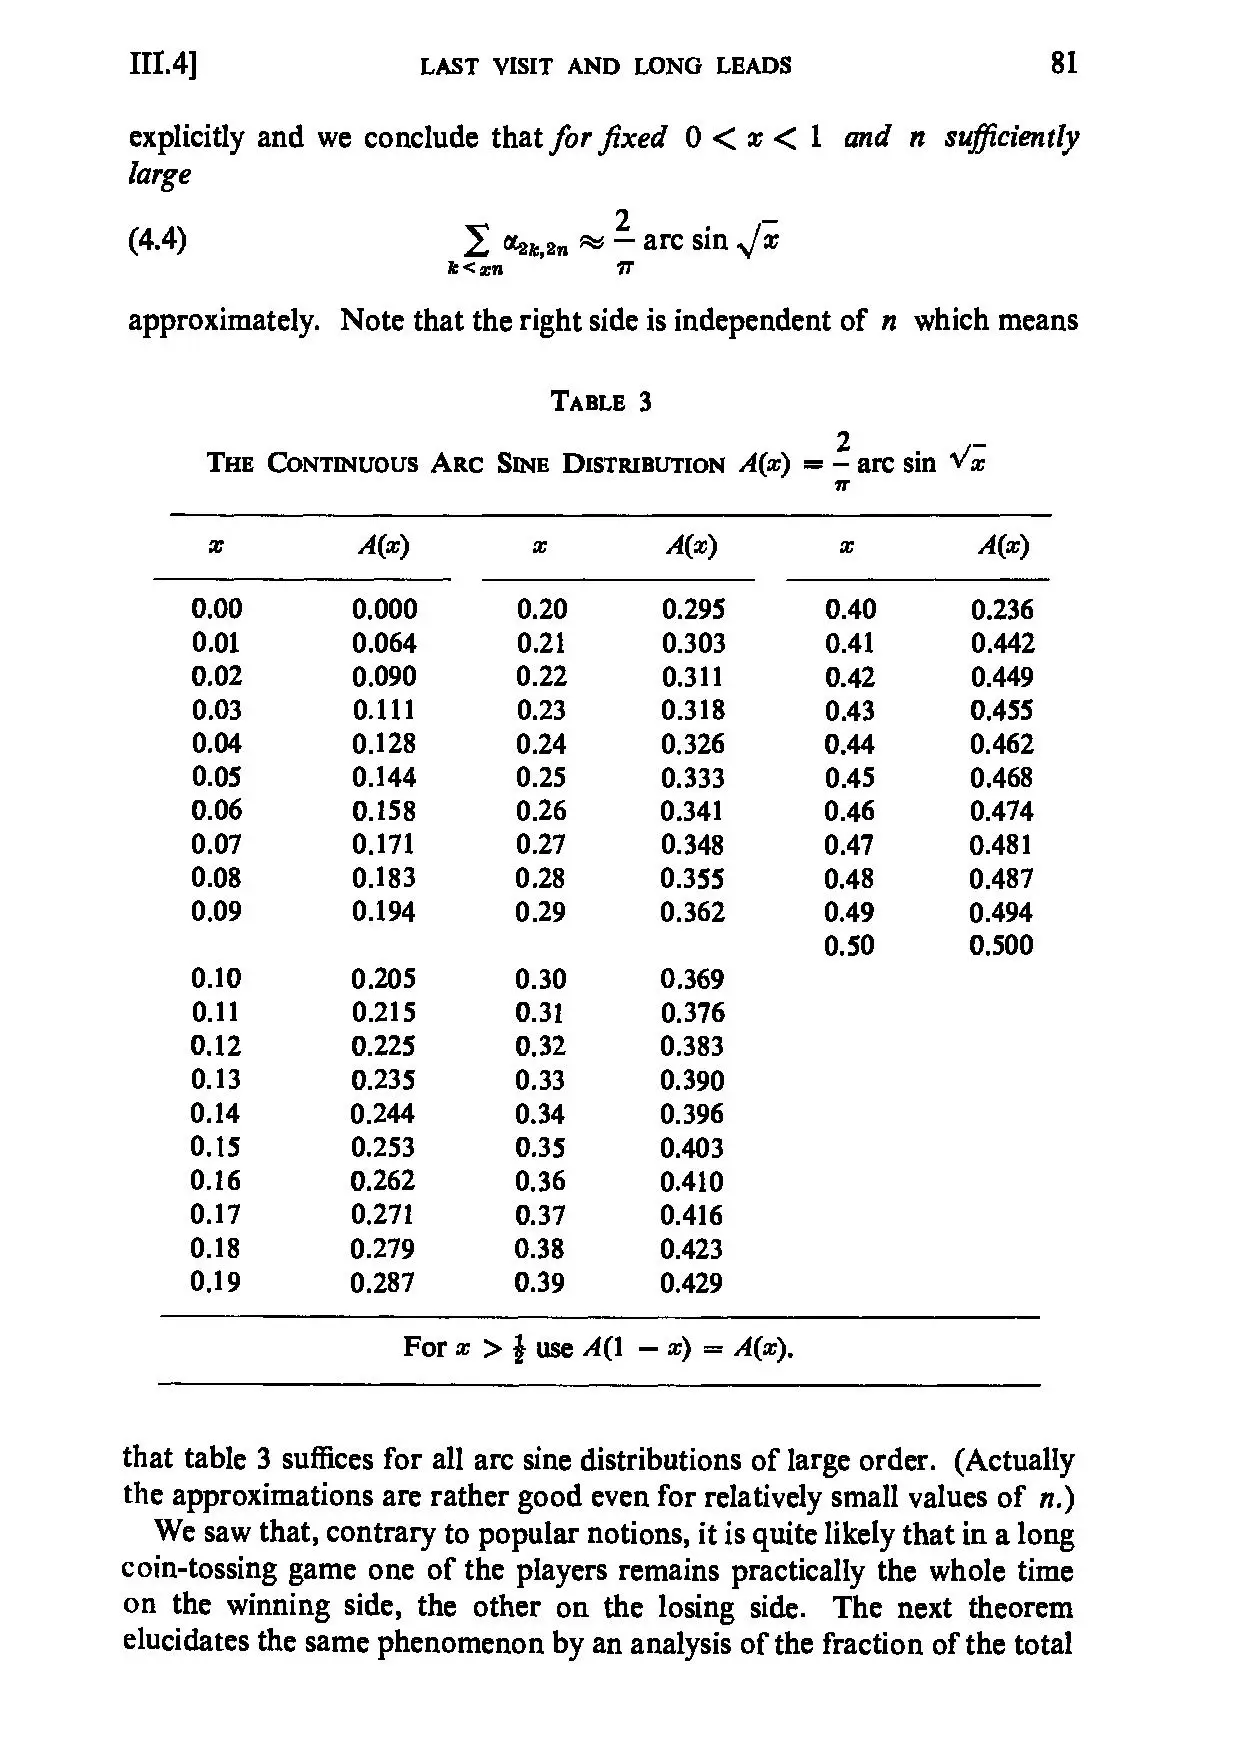 III.4] LAST VISIT AND LONG LEADS 81
explicitly and we conclude that for fixed 0 < x < 1 and n sufficiently
large
(4.4) ∑_{k<xn} α_{2k,2n} ≈ 2/π arc sin √x
approximately. Note that the right side is independent of n which means
TABLE 3
THE CONTINUOUS ARC SINE DISTRIBUTION A(x) = 2/π arc sin √x
x A(x) x A(x) x A(x)
0.00 0.000 0.20 0.295 0.40 0.236
0.01 0.064 0.21 0.303 0.41 0.442
0.02 0.090 0.22 0.311 0.42 0.449
0.03 0.111 0.23 0.318 0.43 0.455
0.04 0.128 0.24 0.326 0.44 0.462
0.05 0.144 0.25 0.333 0.45 0.468
0.06 0.158 0.26 0.341 0.46 0.474
0.07 0.171 0.27 0.348 0.47 0.481
0.08 0.183 0.28 0.355 0.48 0.487
0.09 0.194 0.29 0.362 0.49 0.494
0.50 0.500
0.10 0.205 0.30 0.369
0.11 0.215 0.31 0.376
0.12 0.225 0.32 0.383
0.13 0.235 0.33 0.390
0.14 0.244 0.34 0.396
0.15 0.253 0.35 0.403
0.16 0.262 0.36 0.410
0.17 0.271 0.37 0.416
0.18 0.279 0.38 0.423
0.19 0.287 0.39 0.429
For x > ½ use A(1 − x) = A(x).
that table 3 suffices for all arc sine distributions of large order. (Actually
the approximations are rather good even for relatively small values of n.)
We saw that, contrary to popular notions, it is quite likely that in a long
coin-tossing game one of the players remains practically the whole time
on the winning side, the other on the losing side. The next theorem
elucidates the same phenomenon by an analysis of the fraction of the total